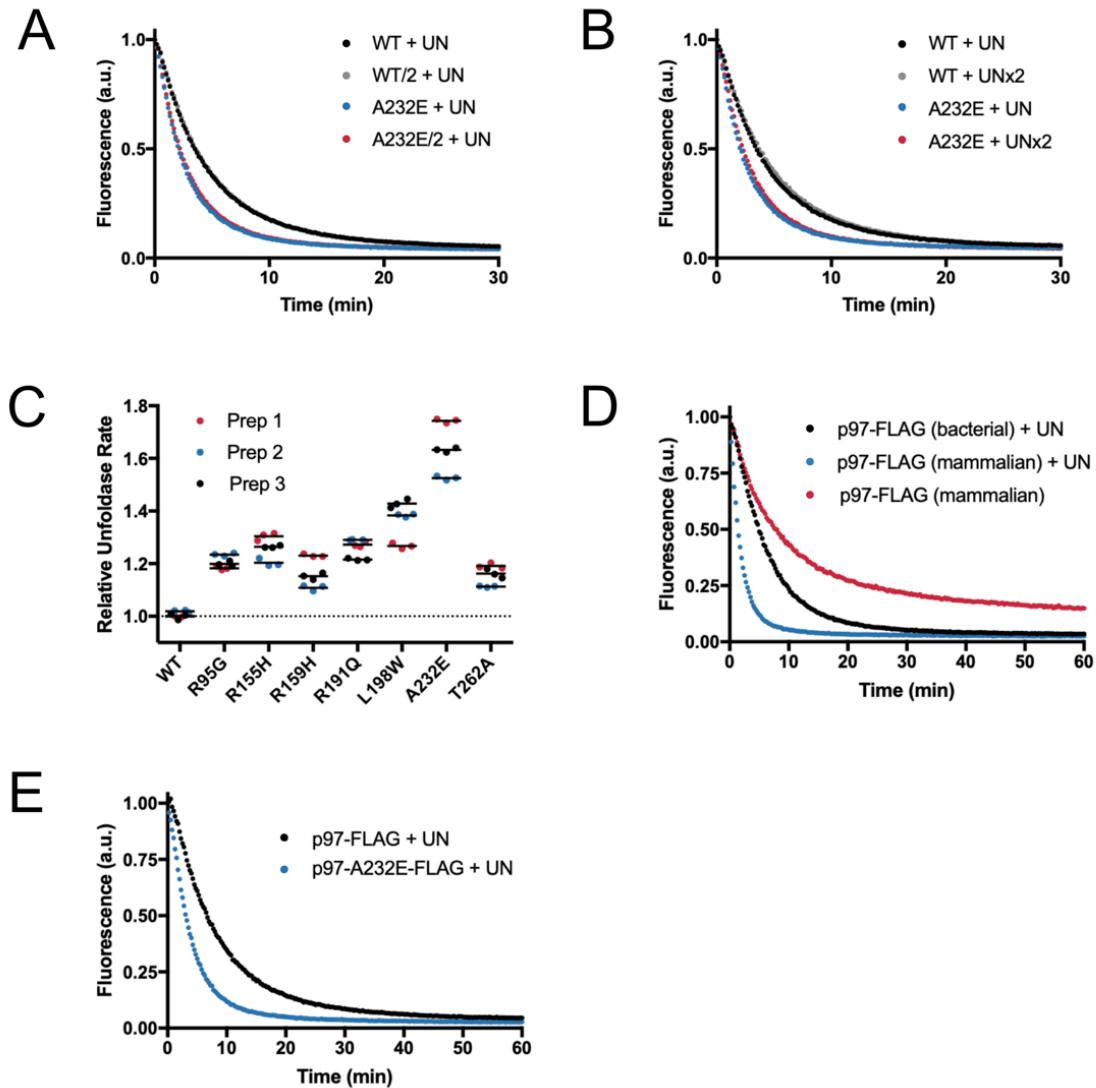 A
Fluorescence (a.u.)
1.0
0.5
0.0
0
10
20
30
Time (min)
WT + UN
WT/2 + UN
A232E + UN
A232E/2 + UN
B
Fluorescence (a.u.)
1.0
0.5
0.0
0
10
20
30
Time (min)
WT + UN
WT + UNx2
A232E + UN
A232E + UNx2
C
Relative Unfoldase Rate
1.8
1.6
1.4
1.2
1.0
Prep 1
Prep 2
Prep 3
WT
R95G
R155H
R159H
R191Q
L198W
A232E
T262A
D
Fluorescence (a.u.)
1.00
0.75
0.50
0.25
0.00
0
10
20
30
40
50
60
Time (min)
p97-FLAG (bacterial) + UN
p97-FLAG (mammalian) + UN
p97-FLAG (mammalian)
E
Fluorescence (a.u.)
1.00
0.75
0.50
0.25
0.00
0
10
20
30
40
50
60
Time (min)
p97-FLAG + UN
p97-A232E-FLAG + UN